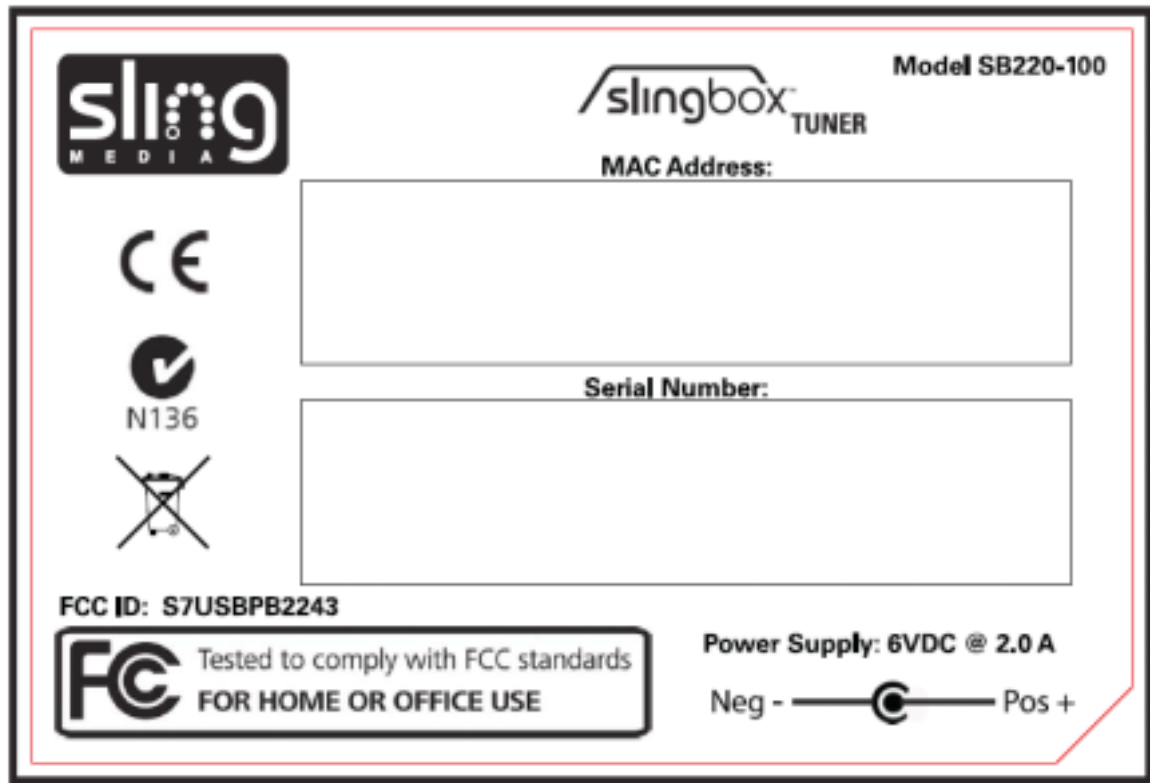 sling
MEDIA
slingbox™
TUNER
Model SB220-100
MAC Address:
CE
N136
Serial Number:
FCC ID: S7USBPB2243
FC Tested to comply with FCC standards
FOR HOME OR OFFICE USE
Power Supply: 6VDC @ 2.0 A
Neg - Pos +